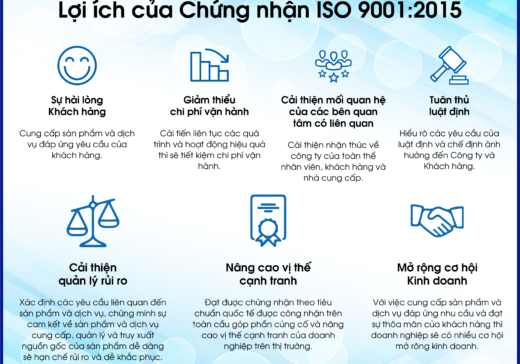 Lợi ích của Chứng nhận ISO 9001:2015
Sự hài lòng
Khách hàng
Cung cấp sản phẩm và dịch
vụ đáp ứng yêu cầu của
khách hàng.
Giảm thiểu
chi phí vận hành
Cải tiến liên tục các quá
trình và hoạt động hiệu quả
thì sẽ tiết kiệm chi phí vận
hành.
Cải thiện mối quan hệ
của các bên quan
tâm có liên quan
Cải thiện nhận thức về
công ty của toàn thể
nhân viên, khách hàng và
nhà cung cấp.
Tuân thủ
luật định
Hiểu rõ các yêu cầu của
luật định và chế định ảnh
hưởng đến Công ty và
Khách hàng.
Cải thiện
quản lý rủi ro
Xác định các yêu cầu liên quan đến
sản phẩm và dịch vụ, chứng minh sự
cam kết về sản phẩm và dịch vụ
cung cấp, quản lý và truy xuất
nguồn gốc của sản phẩm dễ dàng
sẽ hạn chế rủi ro và dễ khắc phục.
Nâng cao vị thế
cạnh tranh
Đạt được chứng nhận theo tiêu
chuẩn quốc tế được công nhận trên
toàn cầu góp phần củng cố và nâng
cao vị thế cạnh tranh của doanh
nghiệp trên thị trường.
Mở rộng cơ hội
Kinh doanh
Với việc cung cấp sản phẩm và
dịch vụ đáp ứng nhu cầu và đạt
sự thỏa mãn của khách hàng thì
doanh nghiệp sẽ có nhiều cơ hội
mở rộng kinh doanh.